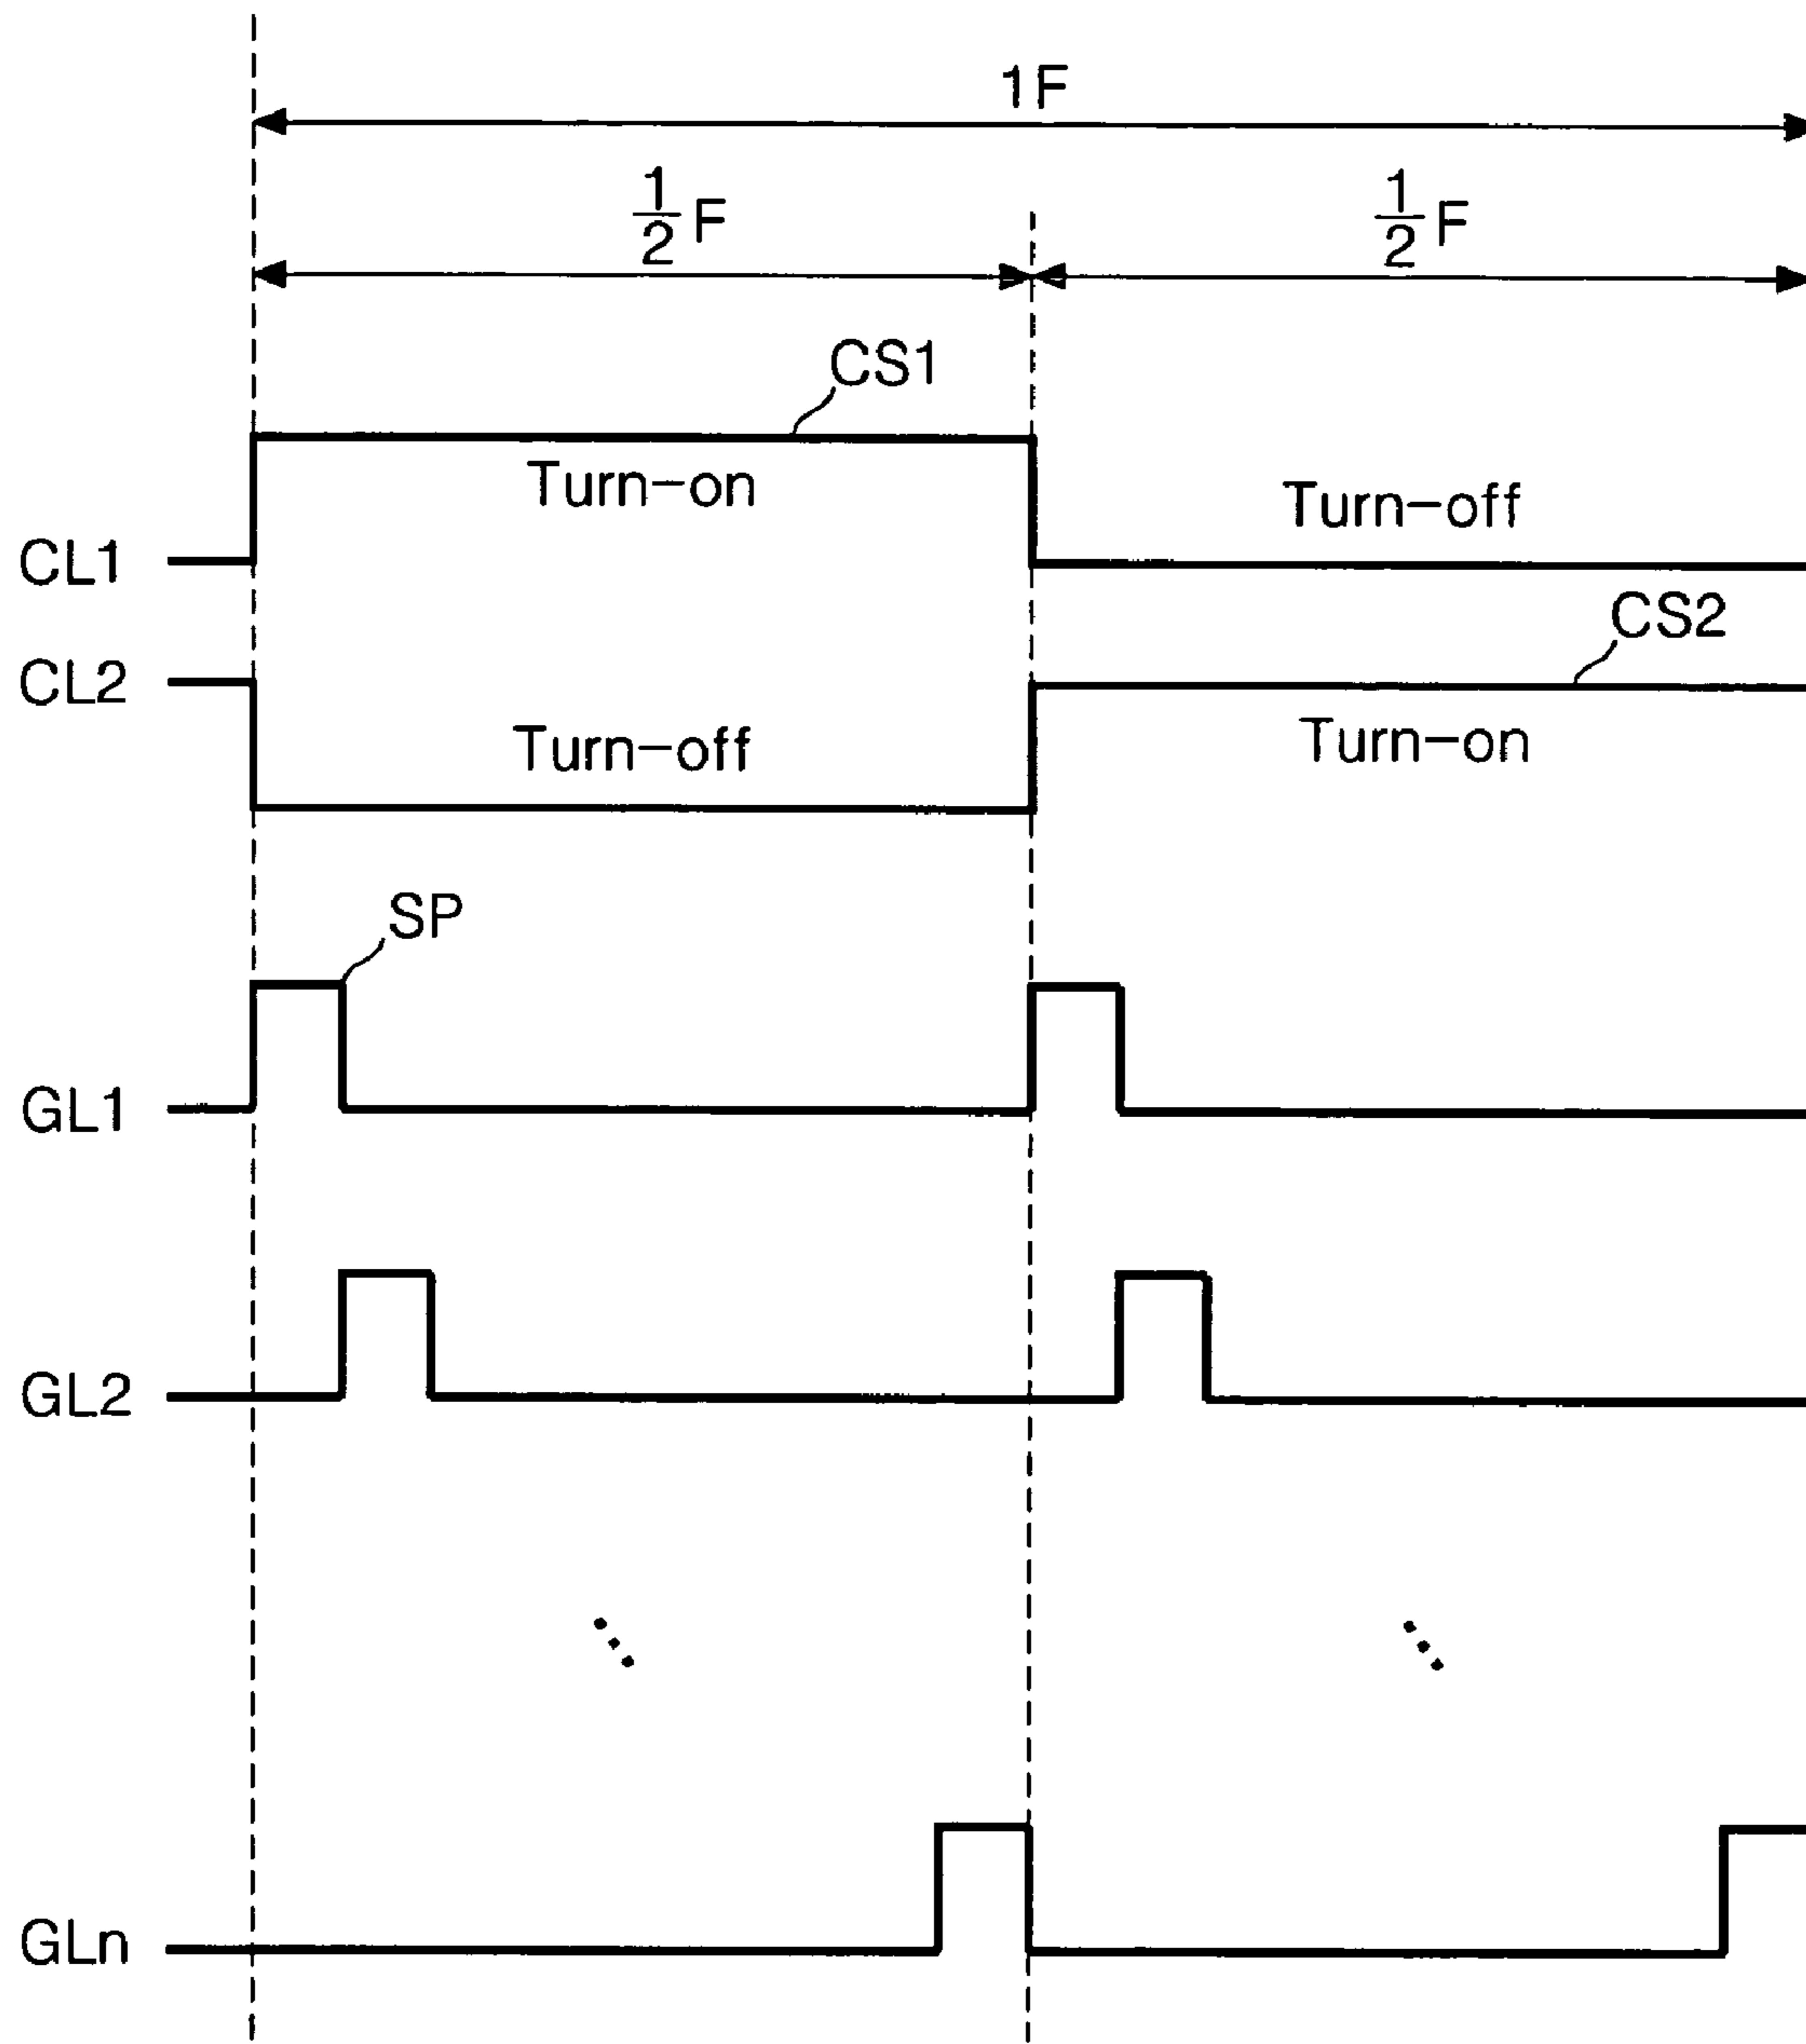 1F
1/2 F
1/2 F
CS1
Turn-on
Turn-off
CL1
CS2
CL2
Turn-off
Turn-on
SP
GL1
GL2
GLn